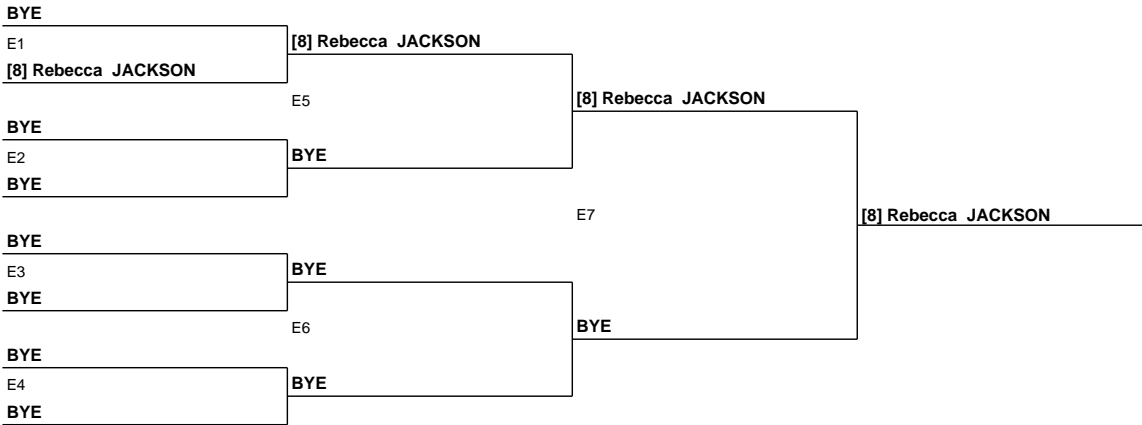 BYE
E1
[8] Rebecca JACKSON
[8] Rebecca JACKSON
E5
[8] Rebecca JACKSON
BYE
E2
BYE
BYE
E7
[8] Rebecca JACKSON
BYE
E3
BYE
BYE
E6
BYE
BYE
E4
BYE
BYE